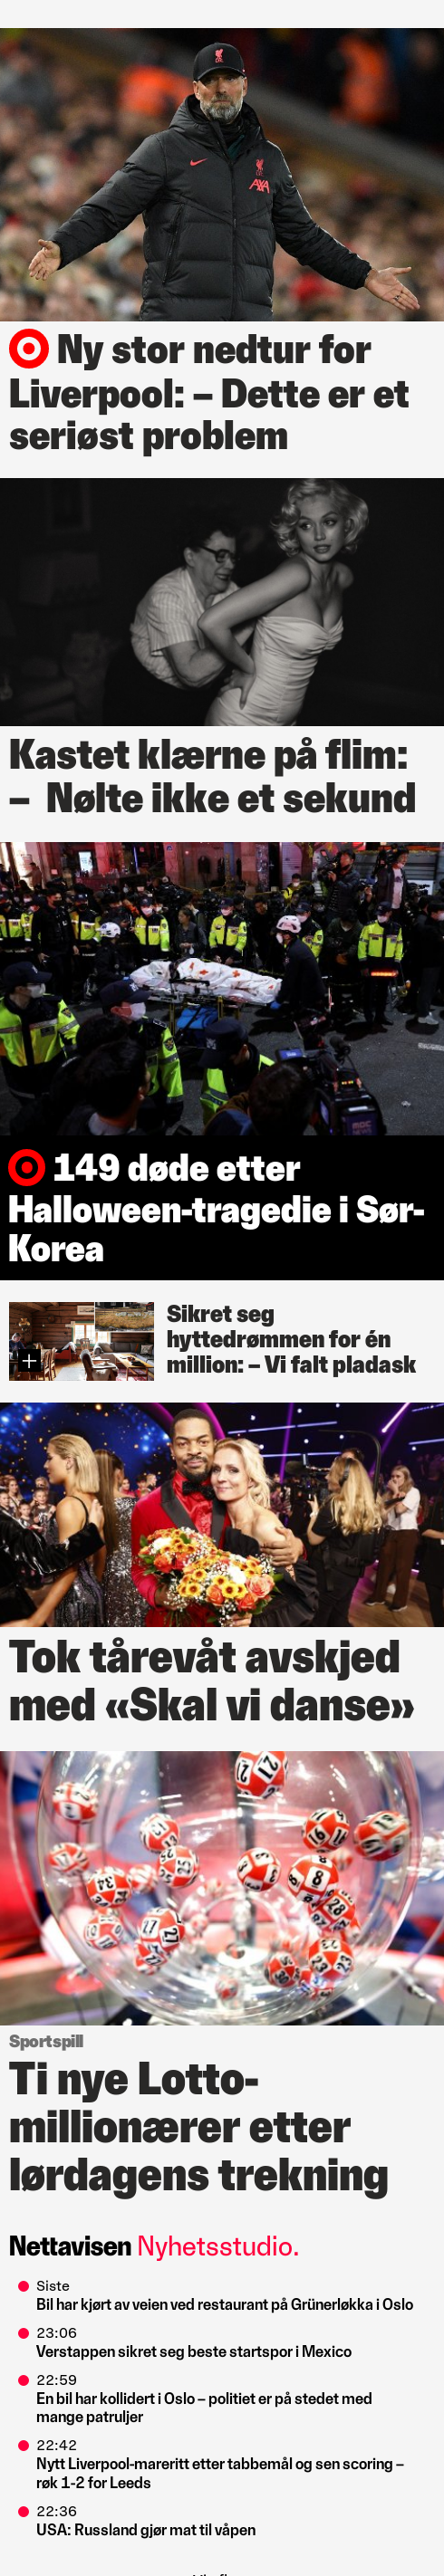 Ny stor nedtur for
Liverpool: – Dette er et
seriøst problem
Kastet klærne på flim:
– Nølte ikke et sekund
149 døde etter
Halloween-tragedie i Sør-
Korea
Sikret seg
hyttedrømmen for én
million: – Vi falt pladask
Tok tårevåt avskjed
med «Skal vi danse»
Sportspill
Ti nye Lotto-
millionærer etter
lørdagens trekning
Nettavisen Nyhetsstudio.
Siste
Bil har kjørt av veien ved restaurant på Grünerløkka i Oslo
23:06
Verstappen sikret seg beste startspor i Mexico
22:59
En bil har kollidert i Oslo – politiet er på stedet med
mange patruljer
22:42
Nytt Liverpool-mareritt etter tabbemål og sen scoring –
røk 1-2 for Leeds
22:36
USA: Russland gjør mat til våpen